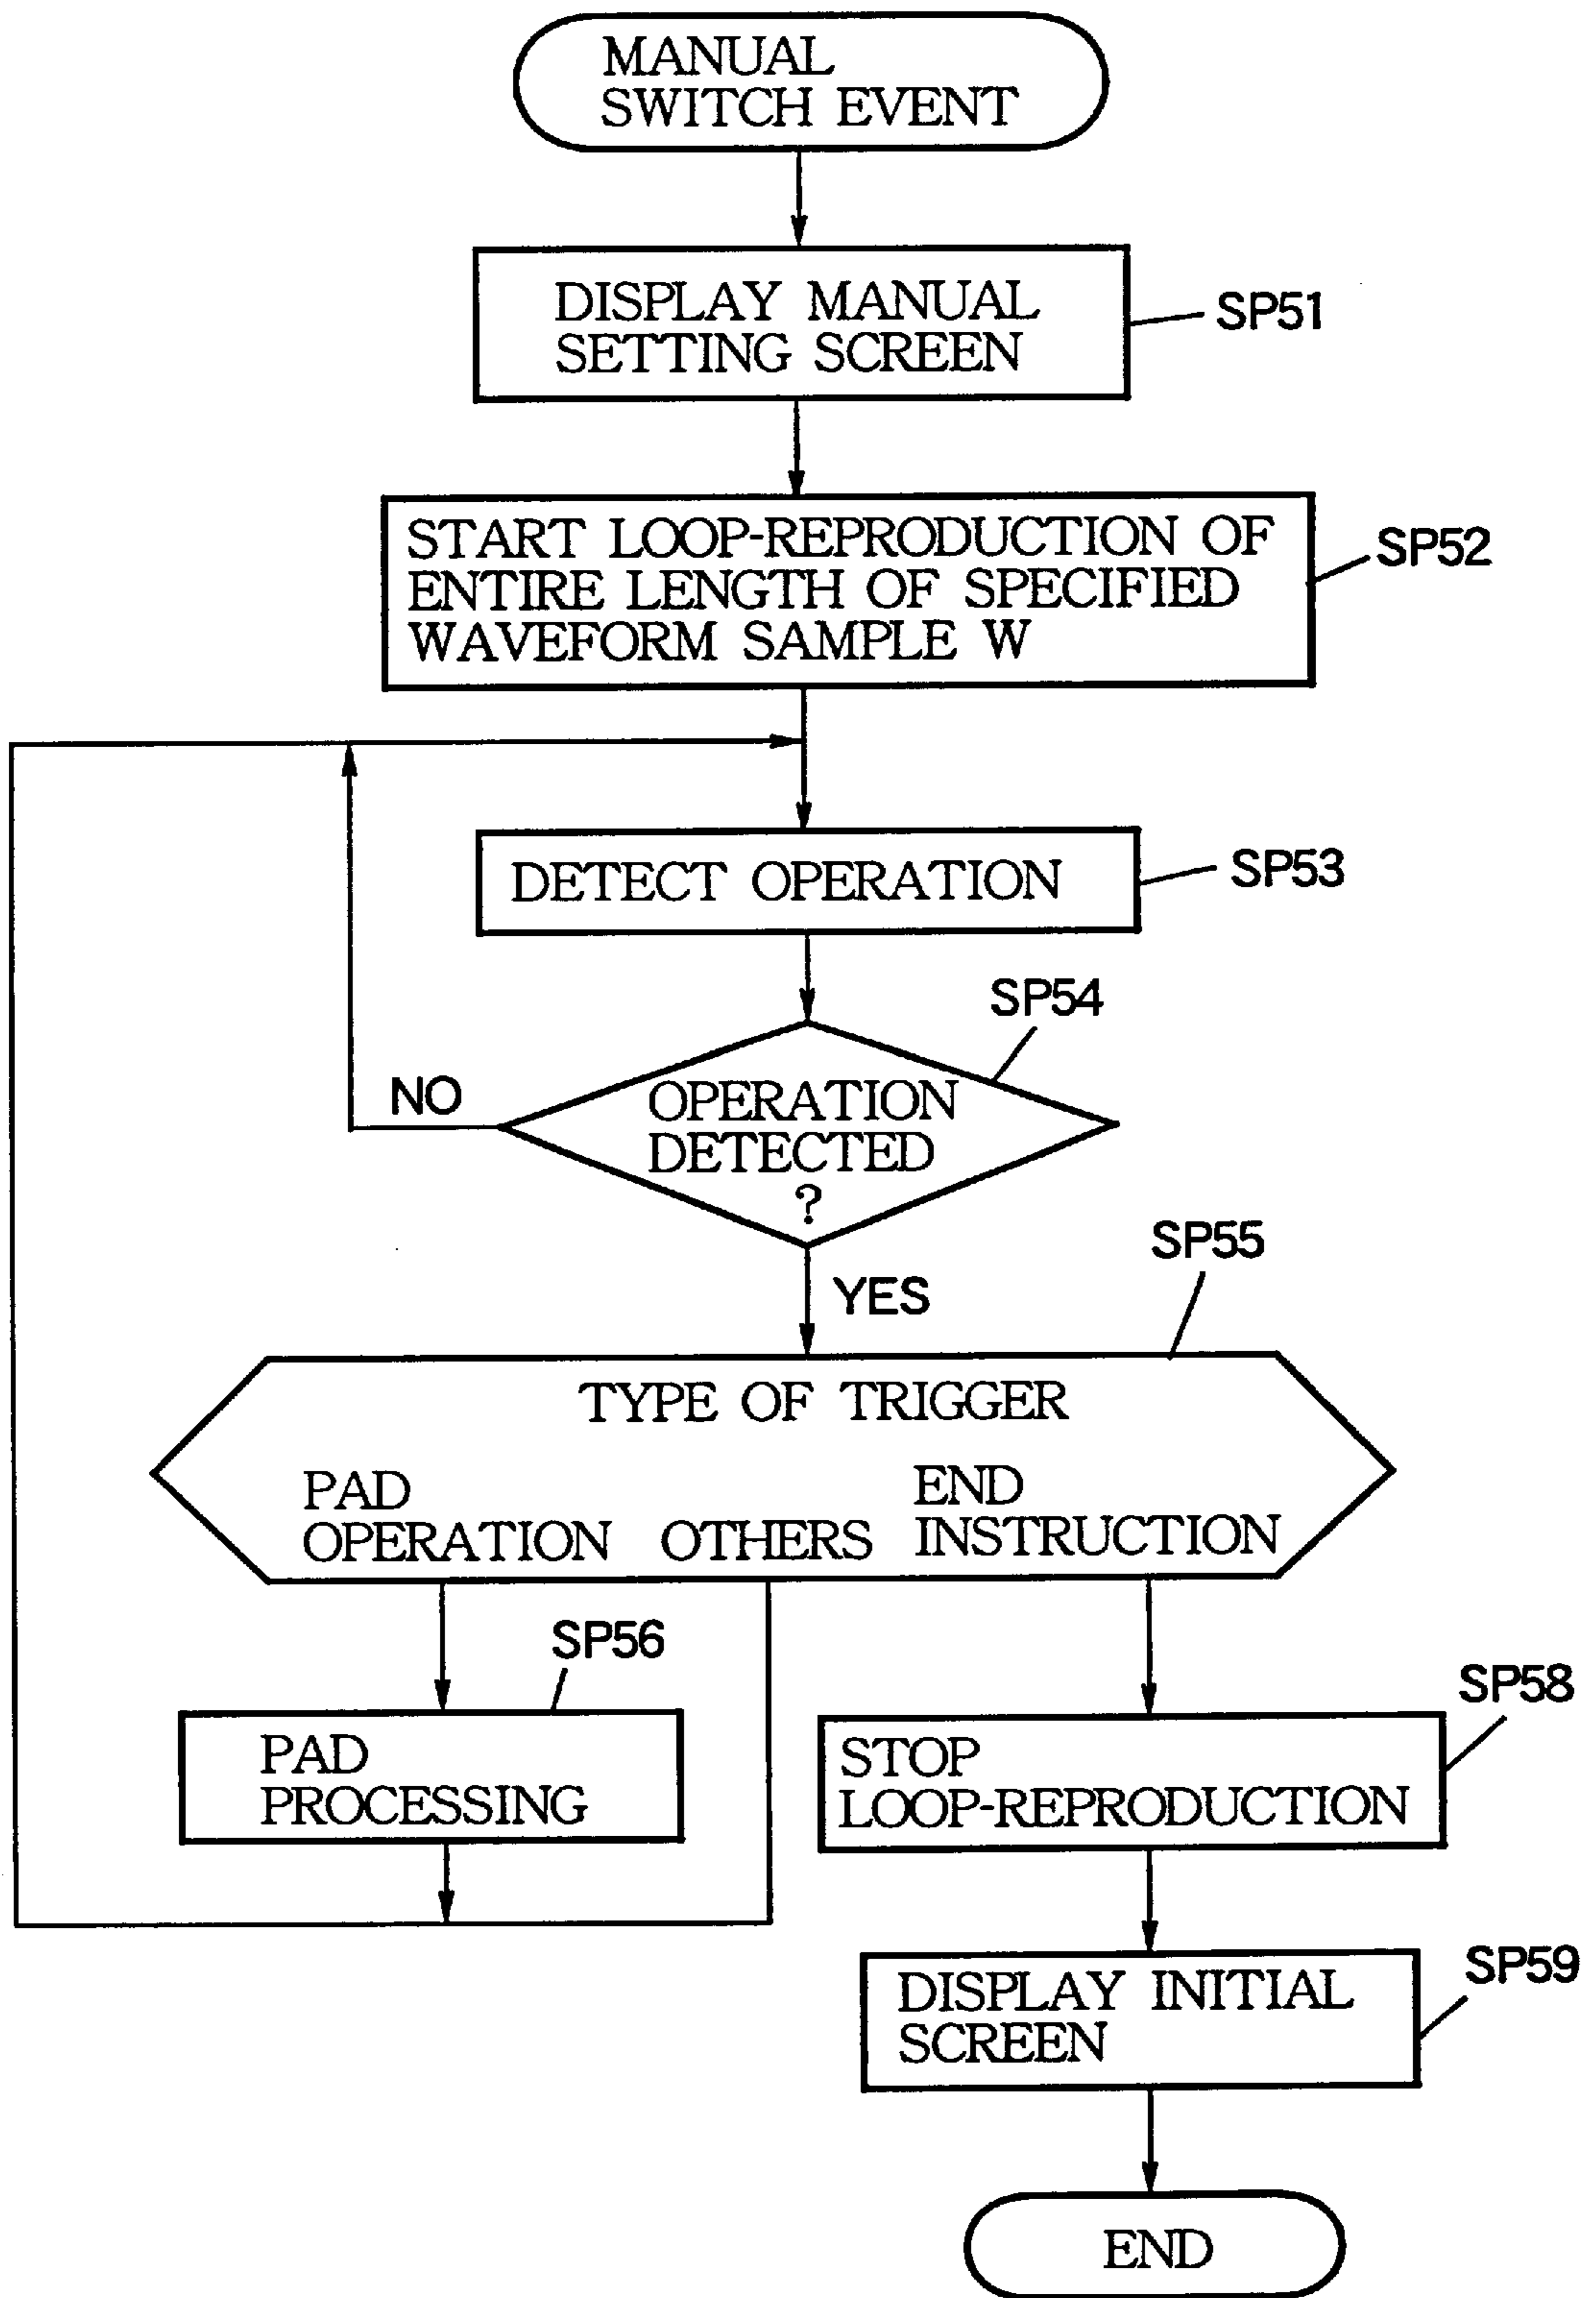 MANUAL
SWITCH EVENT
DISPLAY MANUAL
SETTING SCREEN
SP51
START LOOP-REPRODUCTION OF
ENTIRE LENGTH OF SPECIFIED
WAVEFORM SAMPLE W
SP52
DETECT OPERATION
SP53
SP54
NO
OPERATION
DETECTED
?
YES
SP55
TYPE OF TRIGGER
PAD
OPERATION
OTHERS
END
INSTRUCTION
SP56
PAD
PROCESSING
SP58
STOP
LOOP-REPRODUCTION
SP59
DISPLAY INITIAL
SCREEN
END